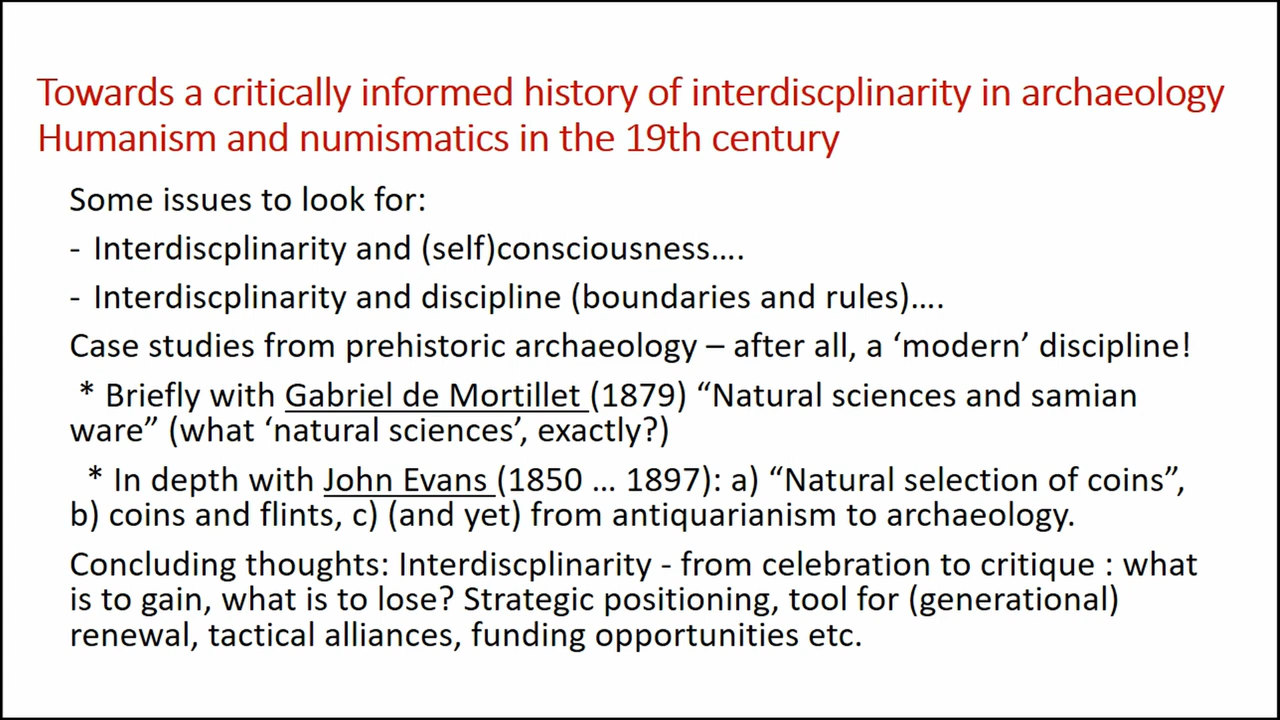 Towards a critically informed history of interdiscplinarity in archaeology
Humanism and numismatics in the 19th century
Some issues to look for:
- Interdiscplinarity and (self)consciousness....
- Interdiscplinarity and discipline (boundaries and rules)....
Case studies from prehistoric archaeology – after all, a ‘modern’ discipline!
* Briefly with Gabriel de Mortillet (1879) “Natural sciences and samian
ware” (what ‘natural sciences’, exactly?)
* In depth with John Evans (1850 ... 1897): a) “Natural selection of coins”,
b) coins and flints, c) (and yet) from antiquarianism to archaeology.
Concluding thoughts: Interdiscplinarity - from celebration to critique : what
is to gain, what is to lose? Strategic positioning, tool for (generational)
renewal, tactical alliances, funding opportunities etc.